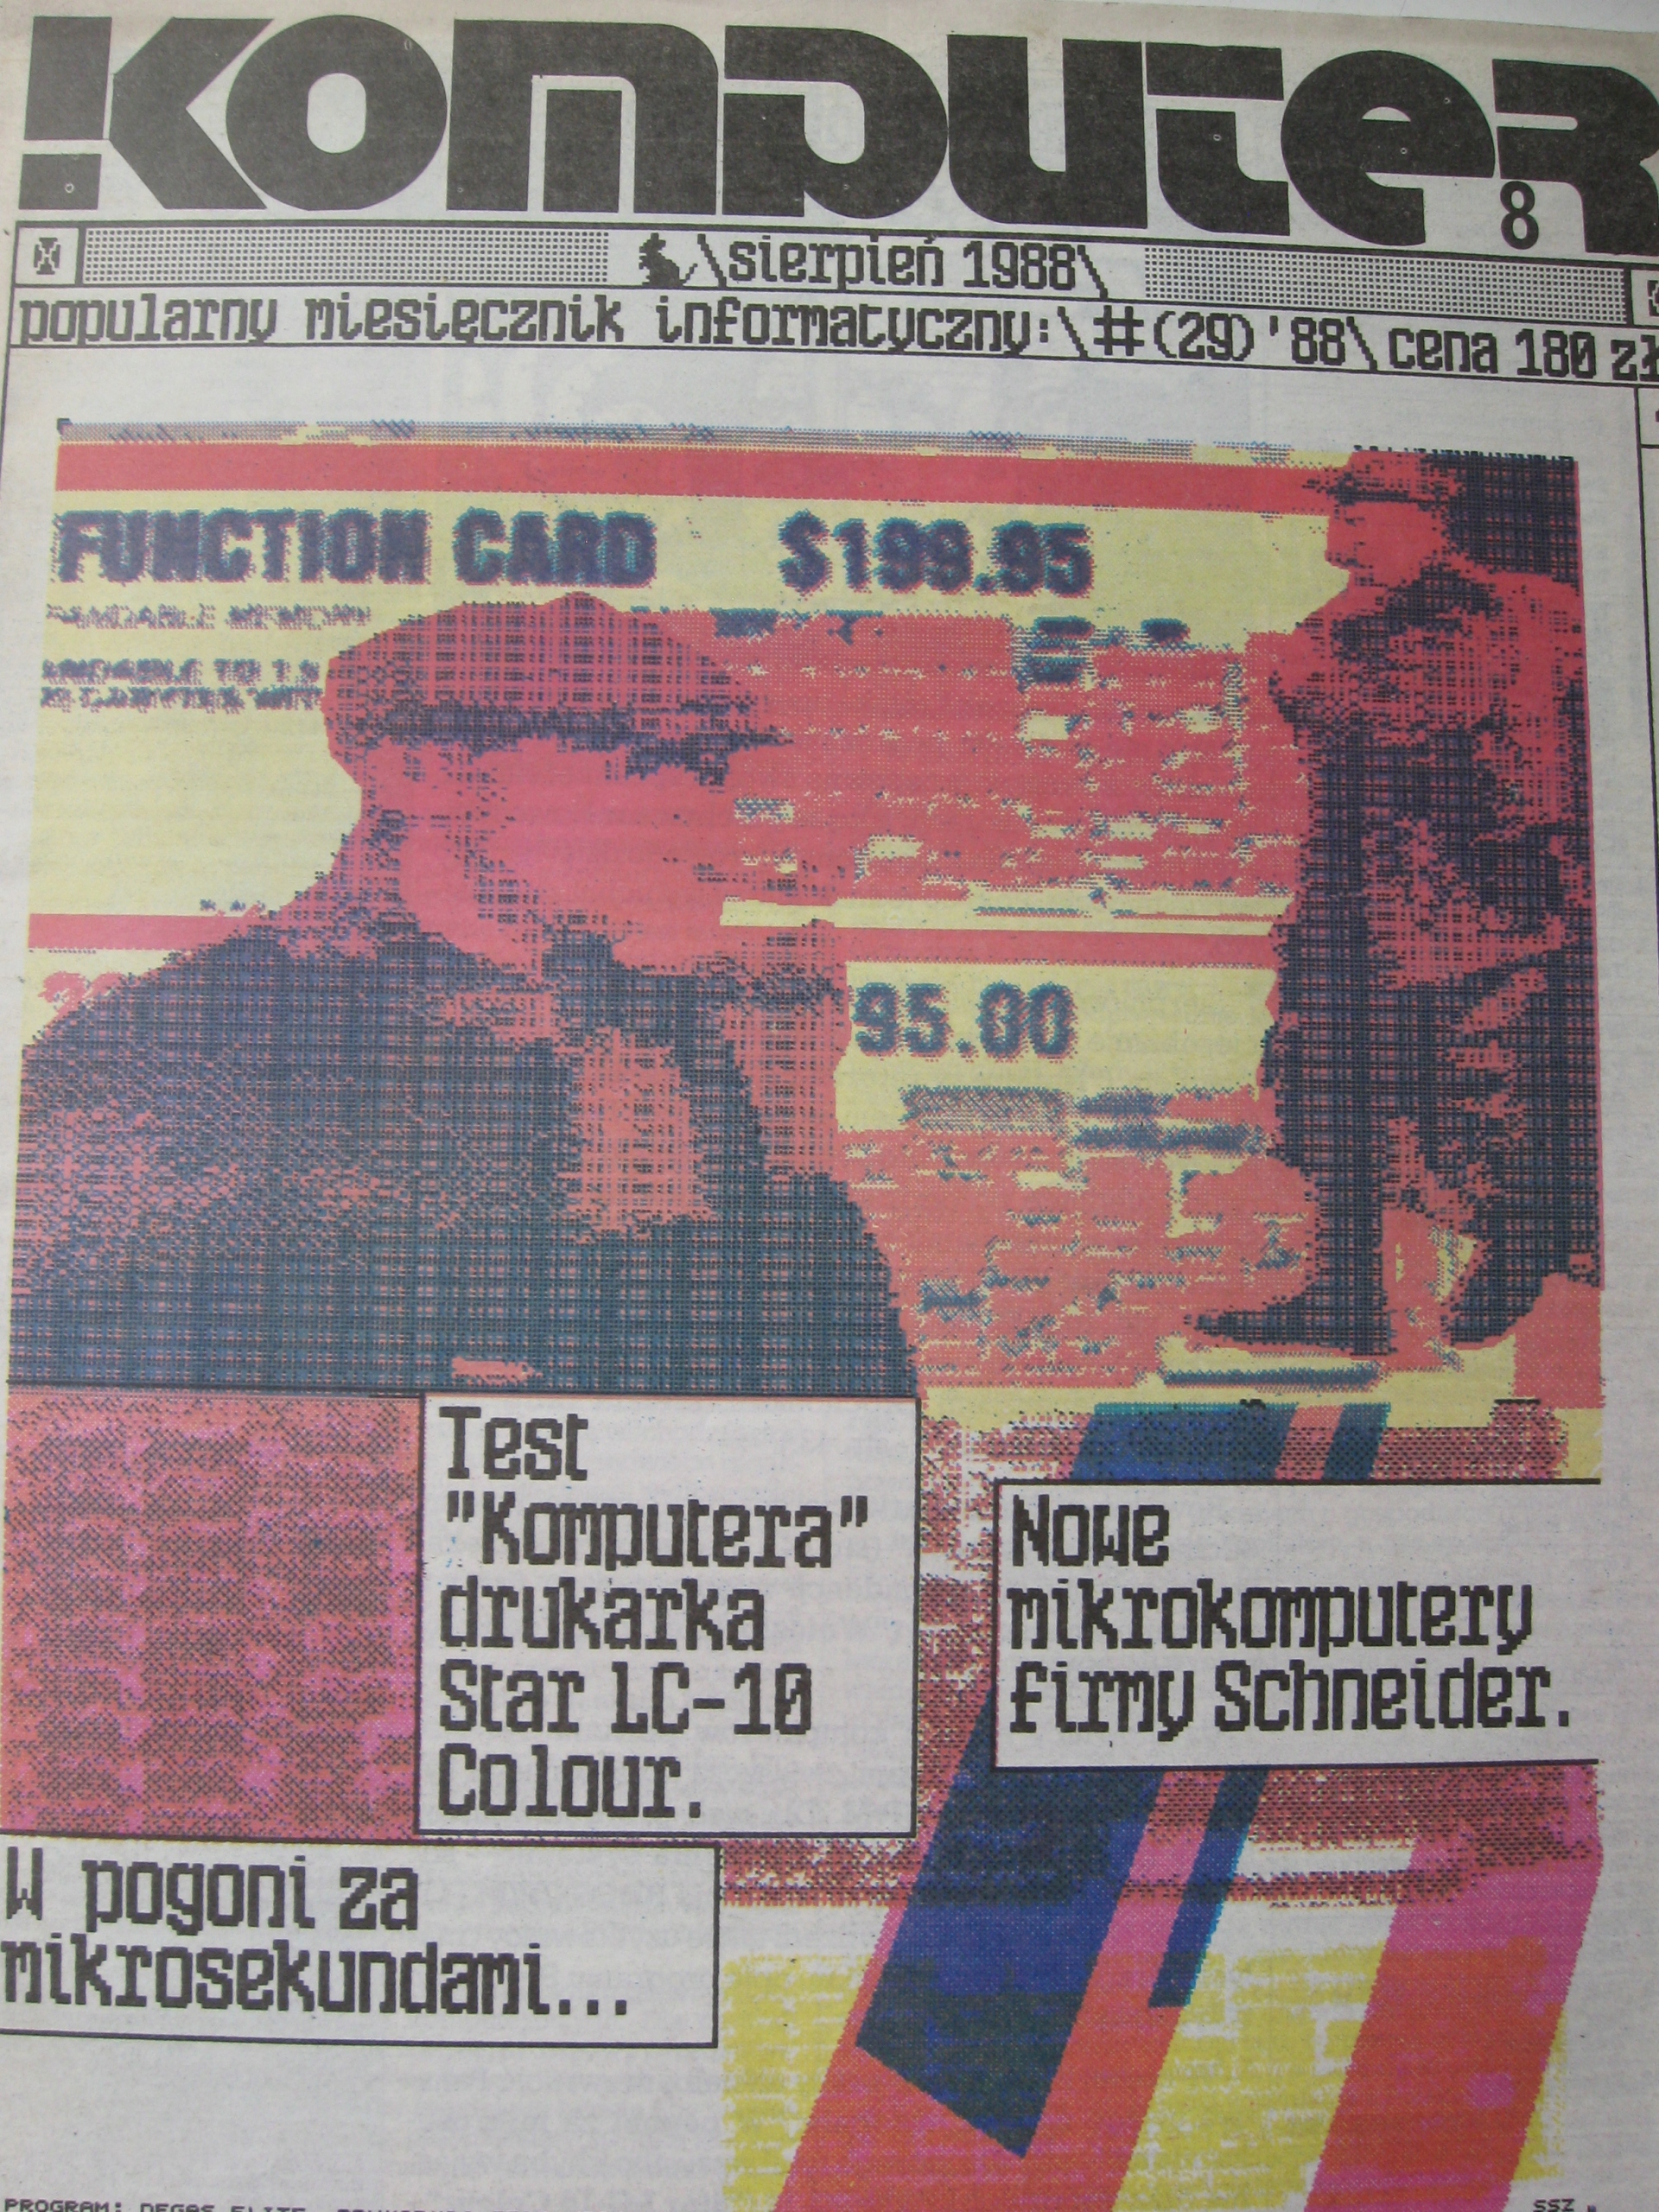 KOMPUTER
8
\sierpień 1988\
popularny miesięcznik informatyczny:\#(29)'88\cena 180 zł
FUNCTION CARD $199.95
95.00
Test
"Komputera"
drukarka
Star LC-10
Colour.
Nowe
mikrokomputery
firmy Schneider.
W pogoni za
mikrosekundami...
PROGRAM: DEGAS ELITE
SSZ